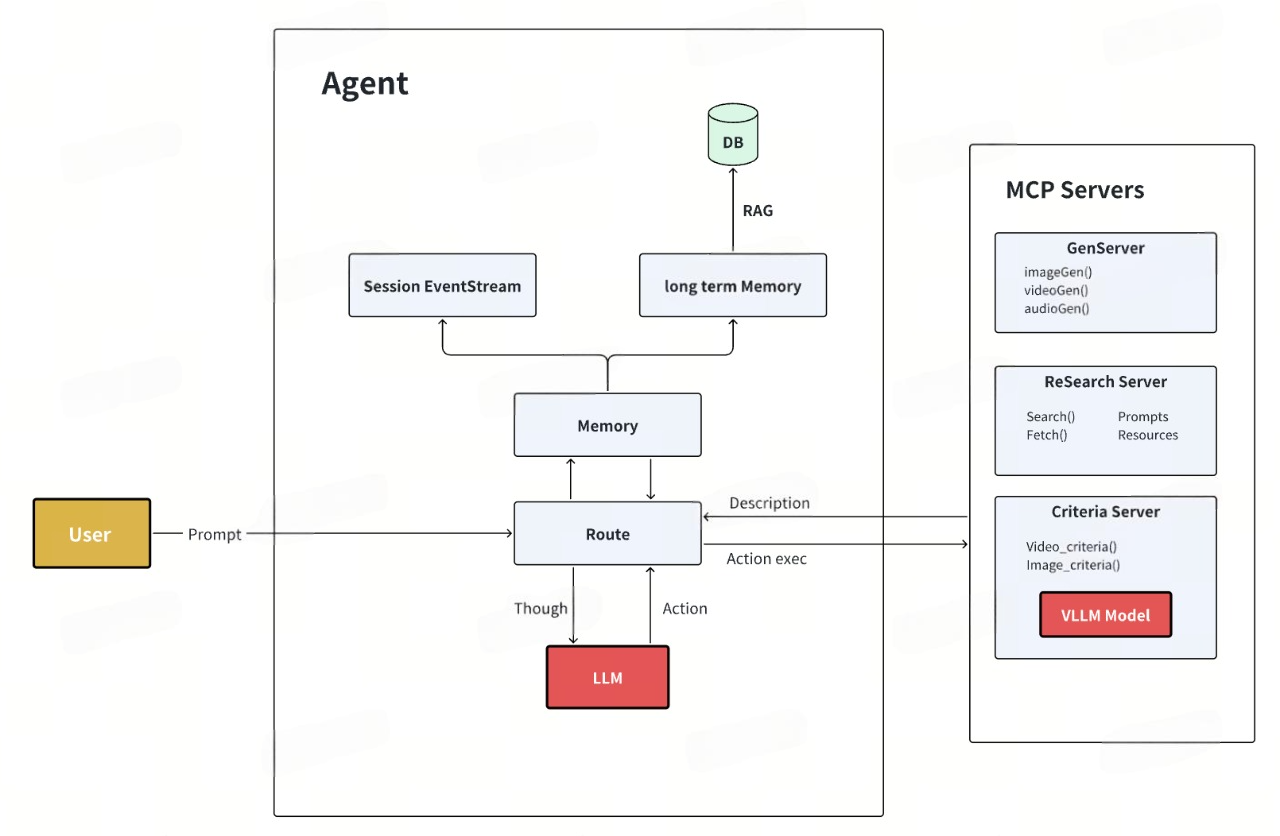 Agent
DB
RAG
Session EventStream
long term Memory
Memory
User
Prompt
Route
Description
Action exec
Though
Action
LLM
MCP Servers
GenServer
imageGen()
videoGen()
audioGen()
ReSearch Server
Search() Prompts
Fetch() Resources
Criteria Server
Video_criteria()
Image_criteria()
VLLM Model